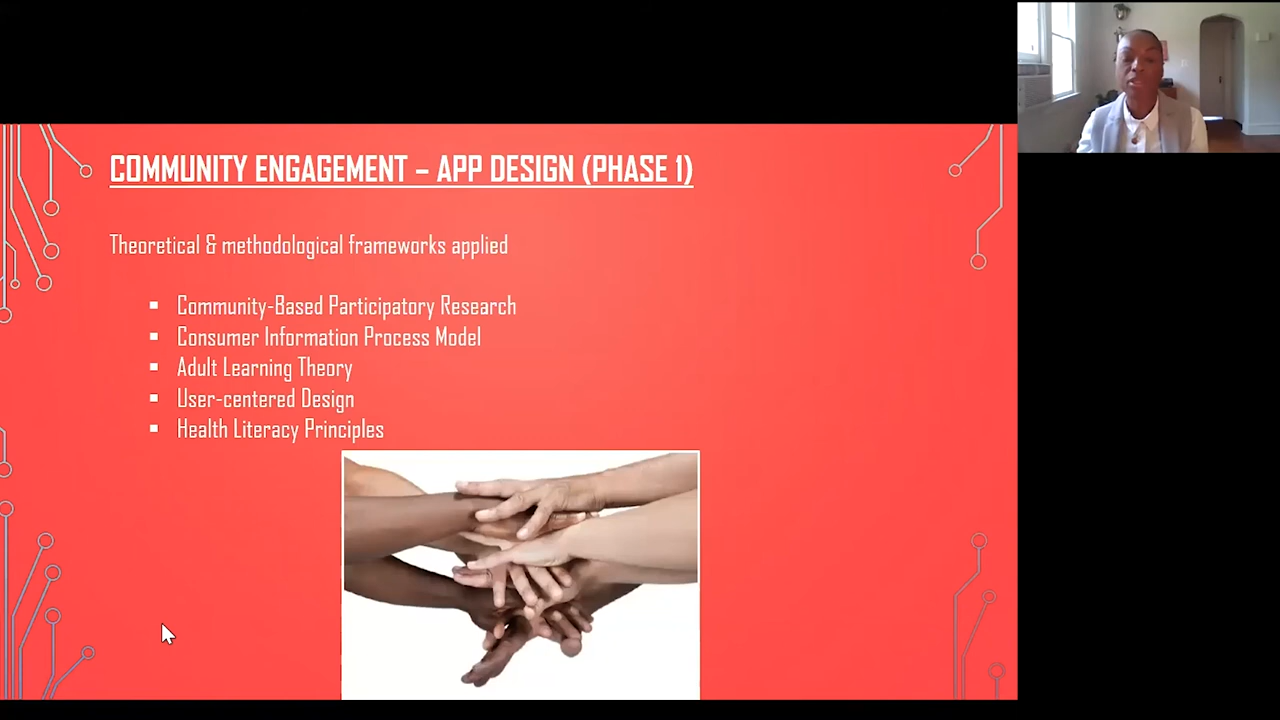 COMMUNITY ENGAGEMENT – APP DESIGN (PHASE 1)
Theoretical & methodological frameworks applied
▪ Community-Based Participatory Research
▪ Consumer Information Process Model
▪ Adult Learning Theory
▪ User-centered Design
▪ Health Literacy Principles